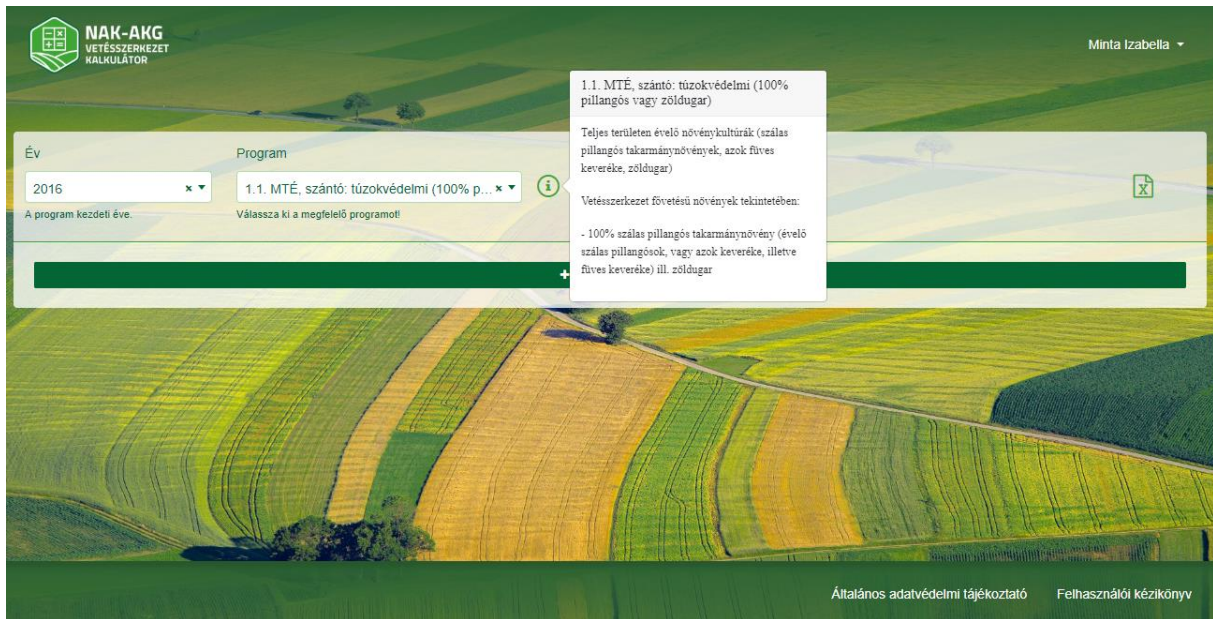 NAK-AKG
VETÉSSZERKEZET
KALKULÁTOR
Minta Izabella
Év
Program
2016
1.1. MTÉ, szántó: túzokvédelmi (100% p...
A program kezdeti éve.
Válassza ki a megfelelő programot!
1.1. MTÉ, szántó: túzokvédelmi (100%
pillangós vagy zöldugar)
Teljes területen évelő növénykultúrák (szálas
pillangós takarmánynövények, azok füves
keveréke, zöldugar)
Vetésszerkezet fővetésű növények tekintetében:
- 100% szálas pillangós takarmánynövény (évelő
szálas pillangósok, vagy azok keveréke, illetve
füves keveréke) ill. zöldugar
Általános adatvédelmi tájékoztató
Felhasználói kézikönyv